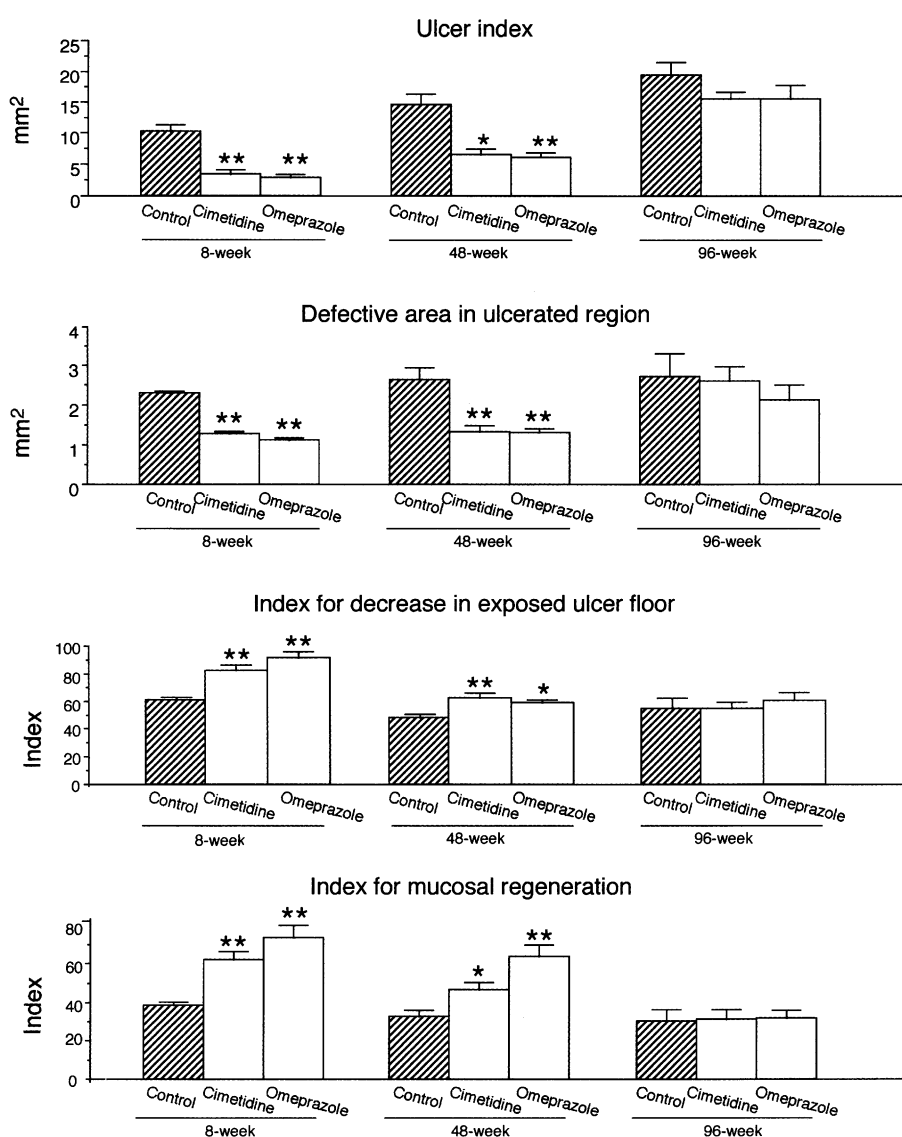 Ulcer index
25
20
15
10
5
0
mm2
** ** * **
Control Cimetidine Omeprazole Control Cimetidine Omeprazole Control Cimetidine Omeprazole
8-week 48-week 96-week
Defective area in ulcerated region
4
3
2
1
0
mm2
** ** ** **
Control Cimetidine Omeprazole Control Cimetidine Omeprazole Control Cimetidine Omeprazole
8-week 48-week 96-week
Index for decrease in exposed ulcer floor
100
80
60
40
20
0
Index
** ** ** *
Control Cimetidine Omeprazole Control Cimetidine Omeprazole Control Cimetidine Omeprazole
8-week 48-week 96-week
Index for mucosal regeneration
80
60
40
20
0
Index
** ** * **
Control Cimetidine Omeprazole Control Cimetidine Omeprazole Control Cimetidine Omeprazole
8-week 48-week 96-week